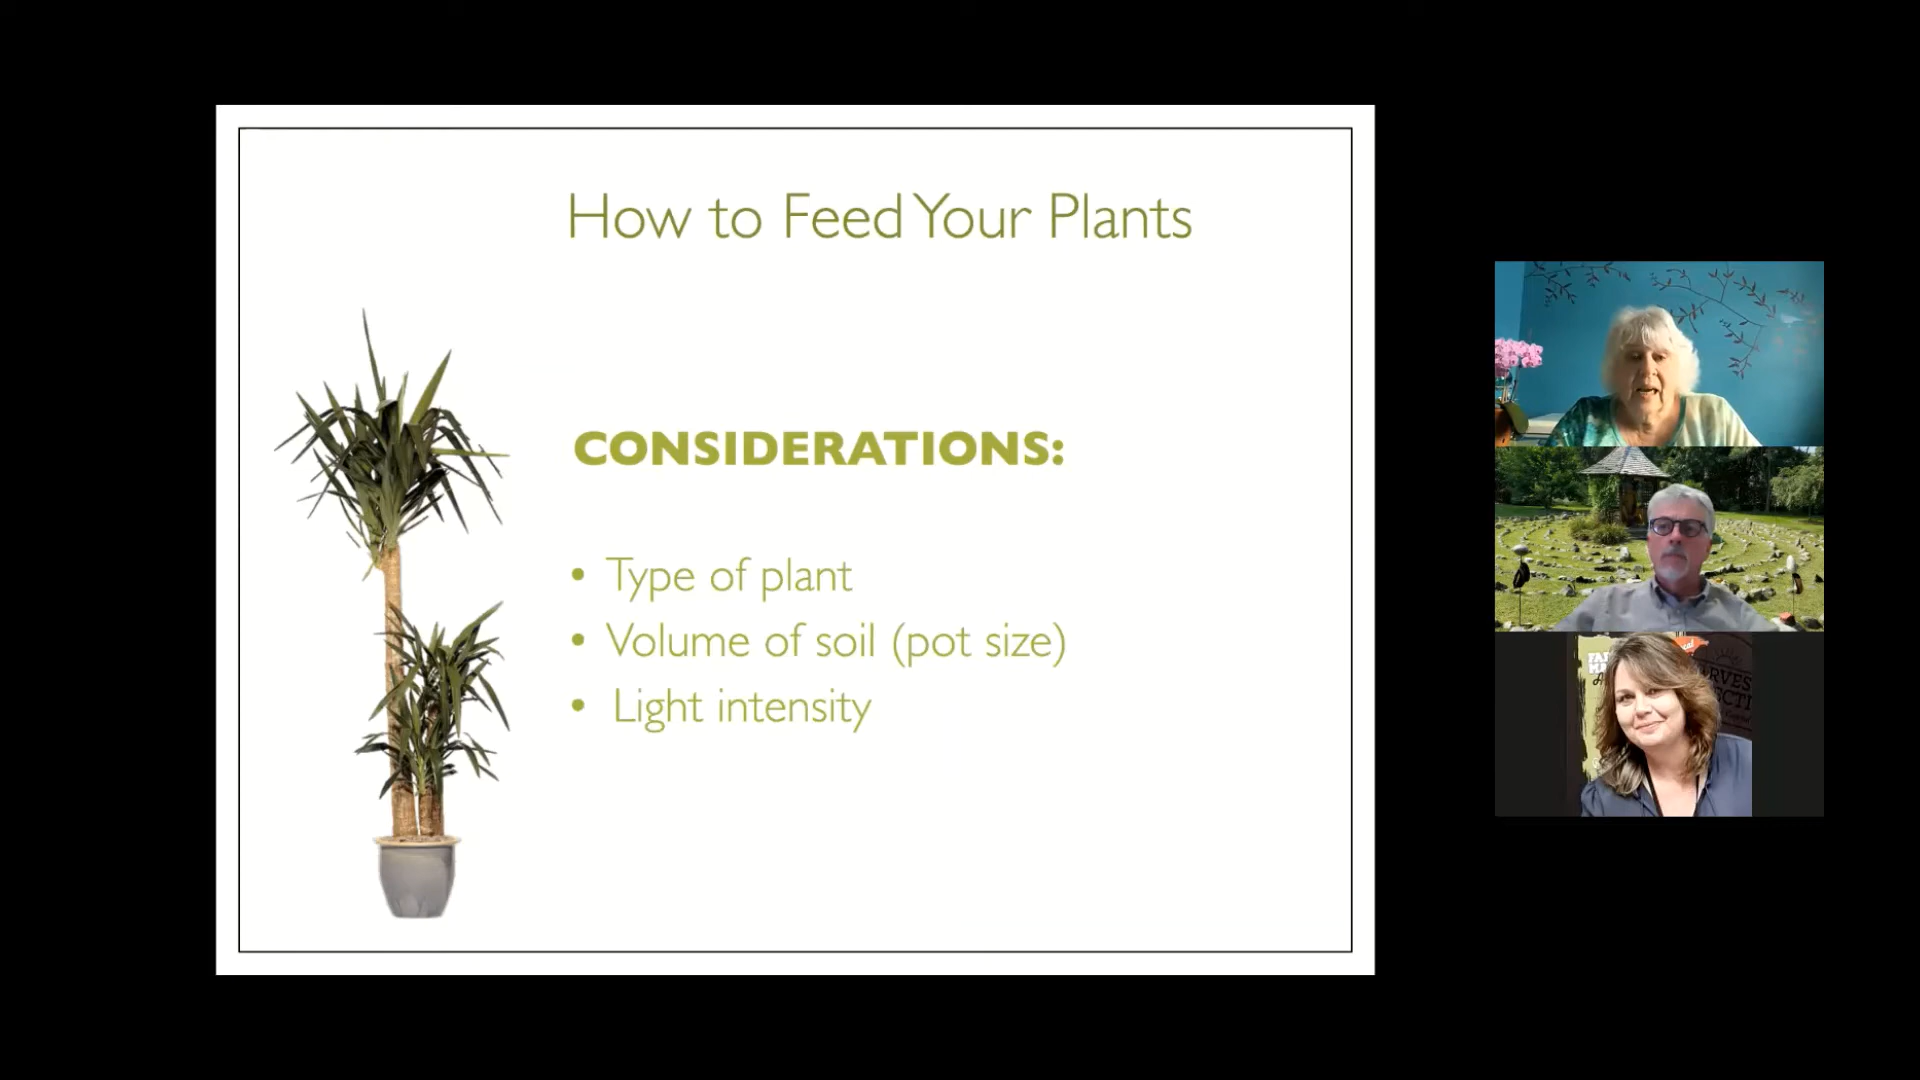 How to Feed Your Plants
CONSIDERATIONS:
• Type of plant
• Volume of soil (pot size)
• Light intensity